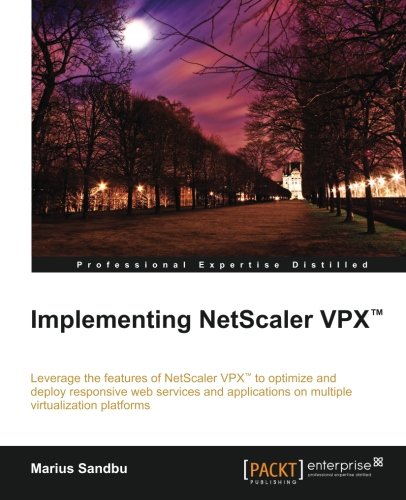 Professional Expertise Distilled
Implementing NetScaler VPX™
Leverage the features of NetScaler VPX™ to optimize and
deploy responsive web services and applications on multiple
virtualization platforms
Marius Sandbu
[PACKT] enterprise
PUBLISHING professional expertise distilled